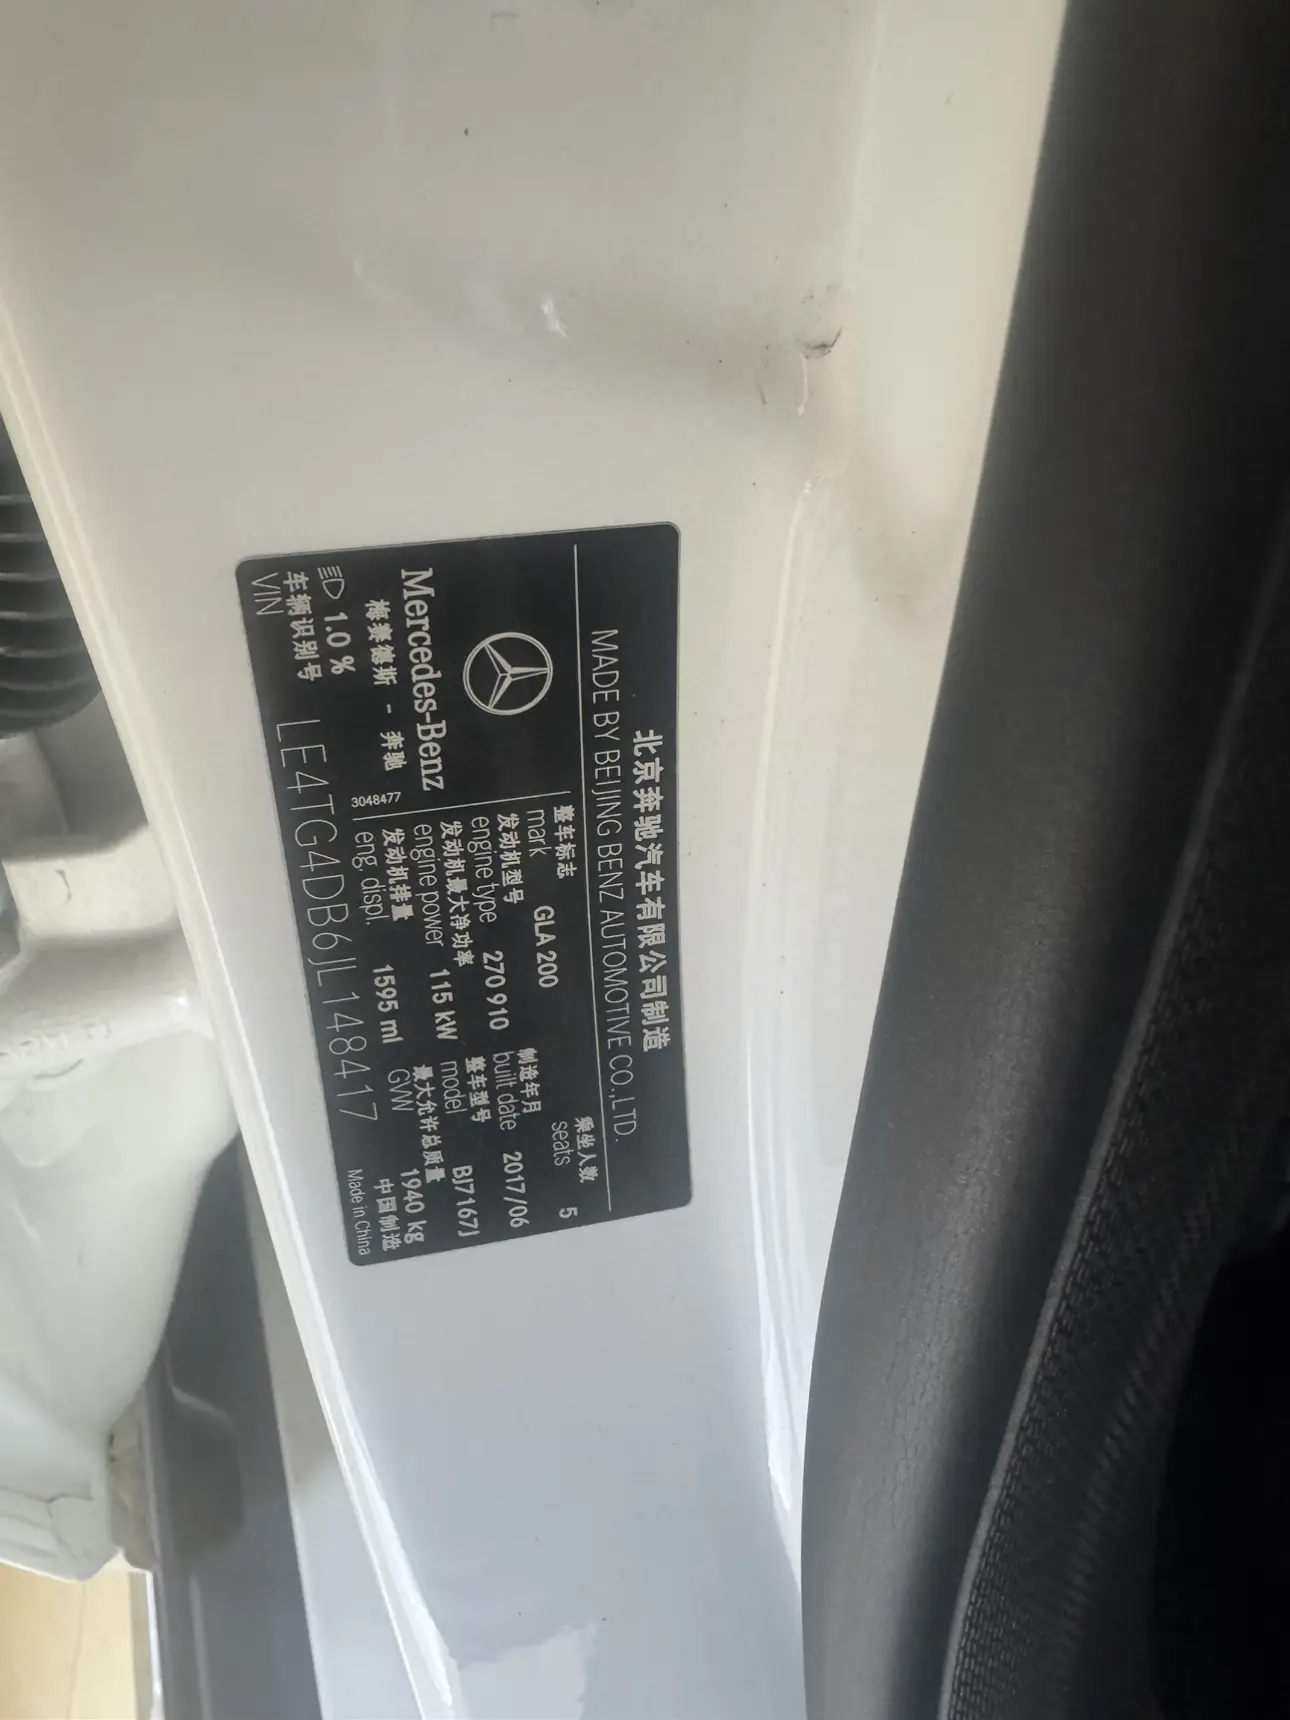 北京奔驰汽车有限公司制造
MADE BY BEIJING BENZ AUTOMOTIVE CO.,LTD.
整车标志
mark GLA 200
乘坐人数
seats 5
发动机型号
engine type 270 910
制造年月
built date 2017/06
发动机最大净功率
engine power 115 kW
整车型号
model BJ7167J
发动机排量
eng. displ. 1595 ml
最大允许总质量
GVW 1940 kg
Mercedes-Benz
梅赛德斯 - 奔驰
3048477
1.0 %
中国制造
Made in China
车辆识别号
VIN LE4TG4DB6JL148417